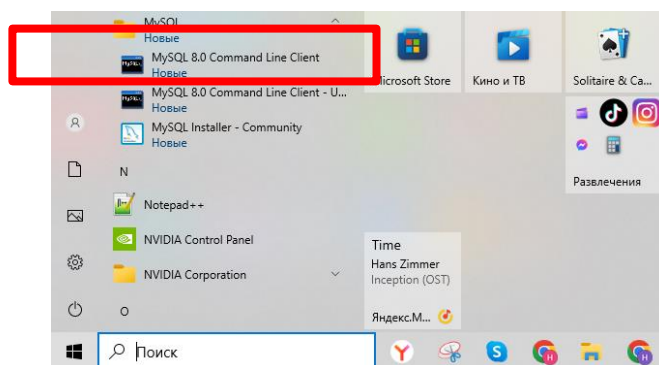 MySQL
Новые
MySQL 8.0 Command Line Client
Новые
MySQL 8.0 Command Line Client - U...
Новые
MySQL Installer - Community
Новые
N
Notepad++
NVIDIA Control Panel
NVIDIA Corporation
O
Поиск
Microsoft Store
Кино и ТВ
Solitaire & Ca...
Развлечения
Time
Hans Zimmer
Inception (OST)
Яндекс.М...